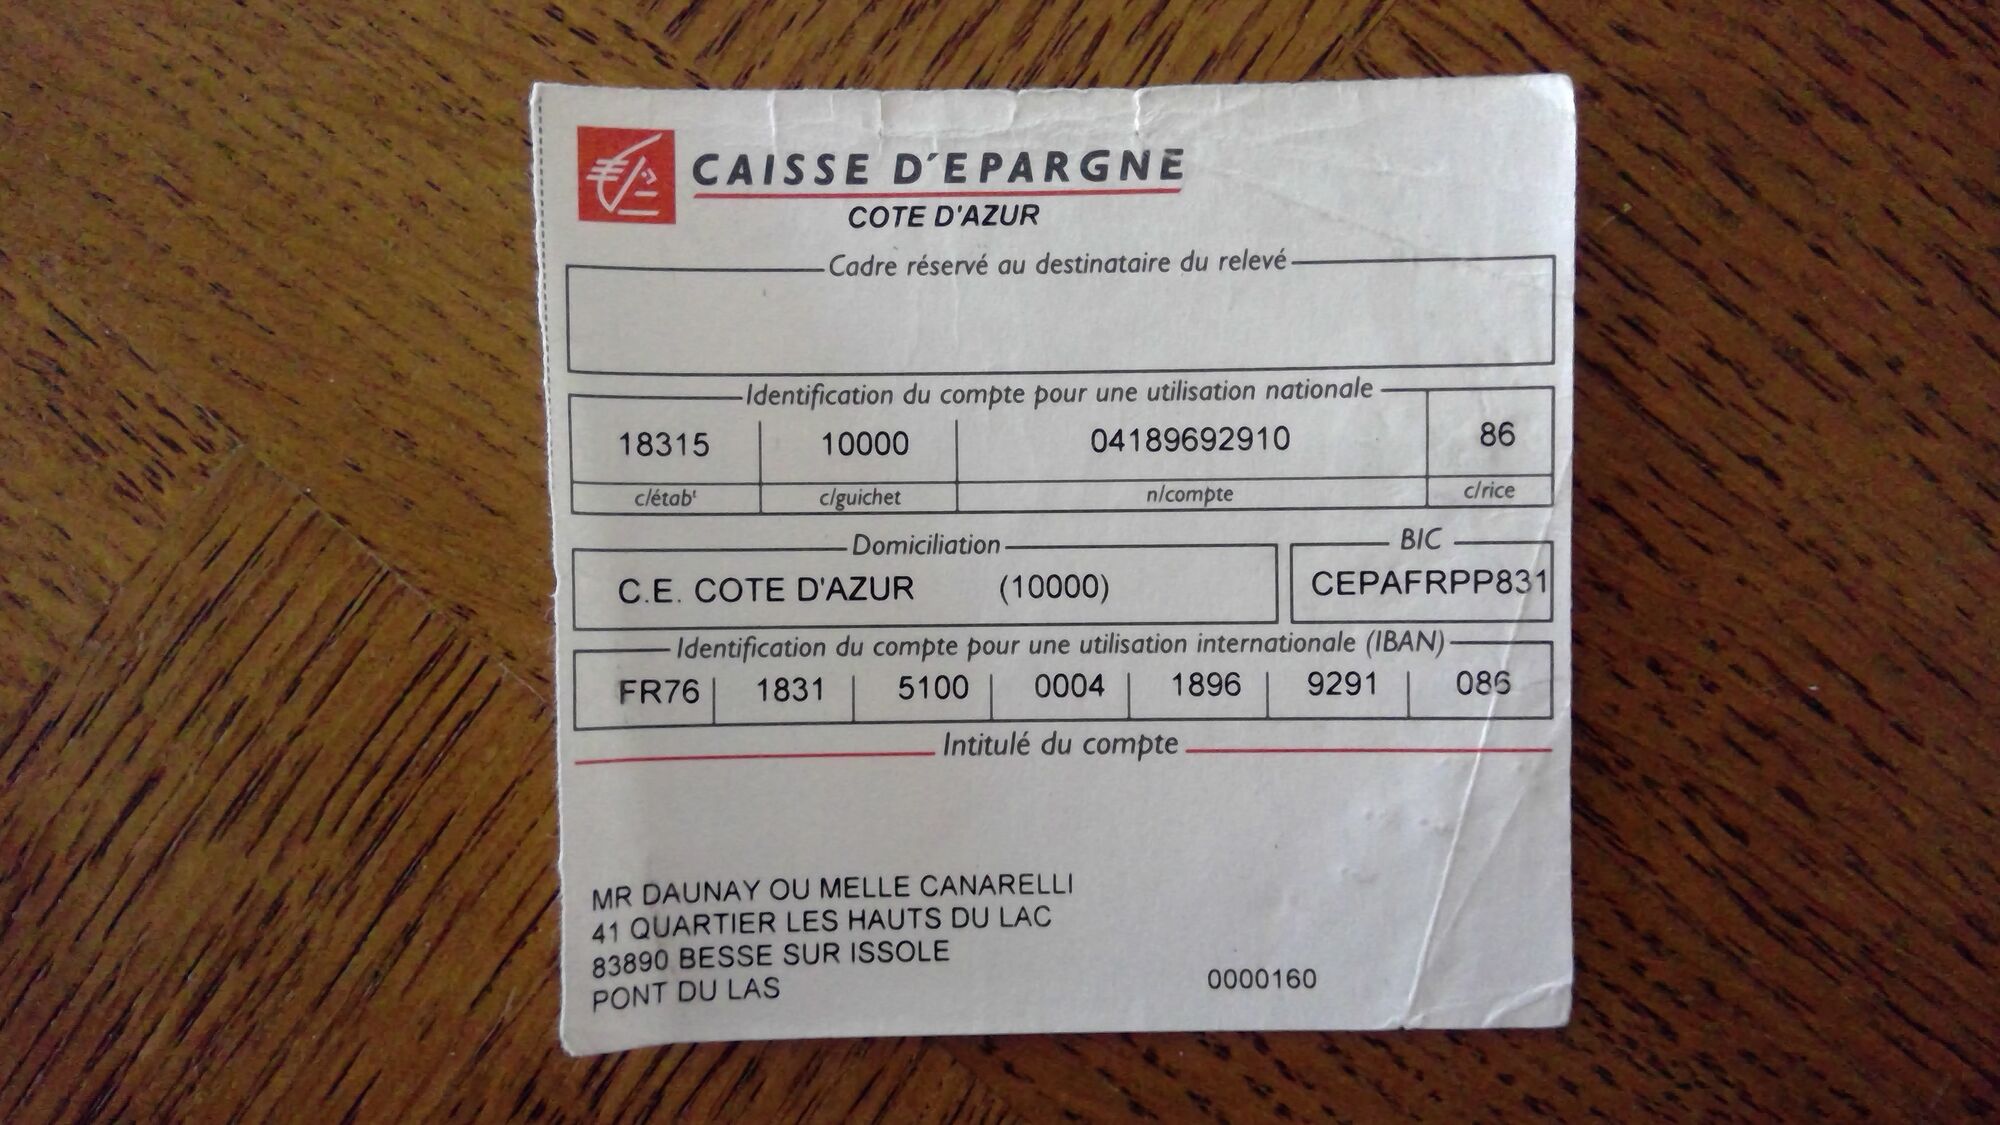 CAISSE D'EPARGNE
COTE D'AZUR
Cadre réservé au destinataire du relevé
Identification du compte pour une utilisation nationale
18315 10000 04189692910 86
c/étabᵗ c/guichet n/compte c/rice
Domiciliation BIC
C.E. COTE D'AZUR (10000) CEPAFRPP831
Identification du compte pour une utilisation internationale (IBAN)
FR76 1831 5100 0004 1896 9291 086
Intitulé du compte
MR DAUNAY OU MELLE CANARELLI
41 QUARTIER LES HAUTS DU LAC
83890 BESSE SUR ISSOLE
PONT DU LAS 0000160